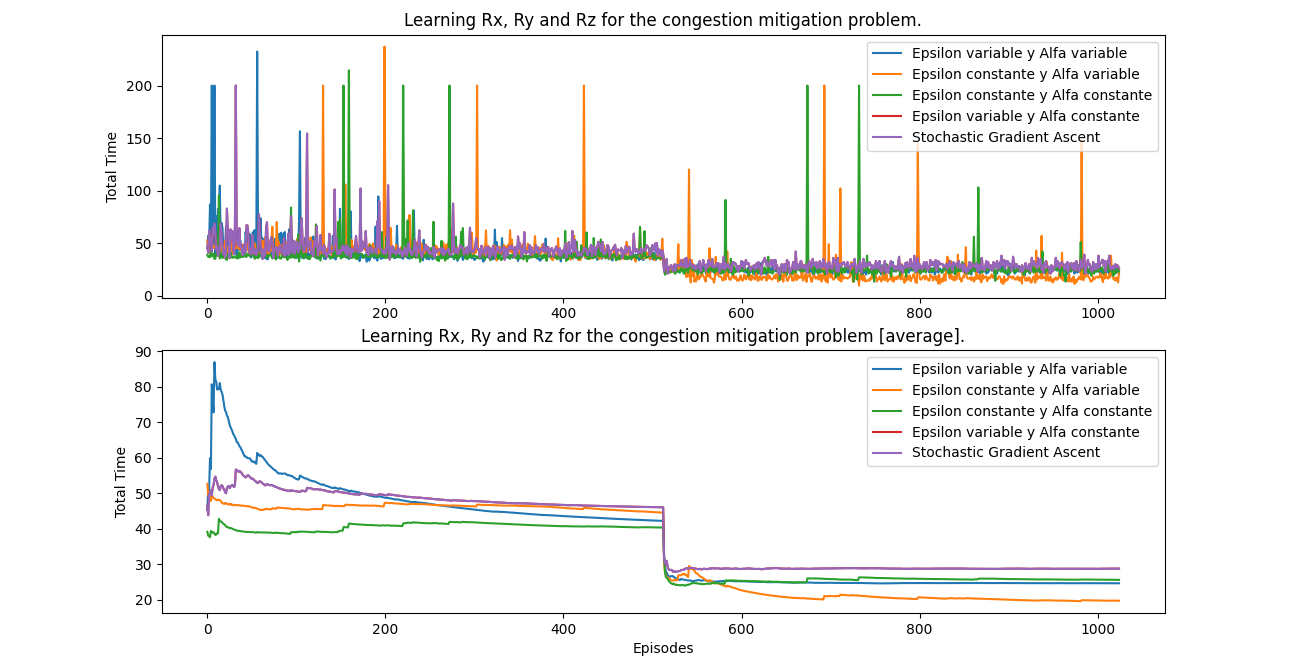 Learning Rx, Ry and Rz for the congestion mitigation problem.
Total Time
200
150
100
50
0
0 200 400 600 800 1000
Epsilon variable y Alfa variable
Epsilon constante y Alfa variable
Epsilon constante y Alfa constante
Epsilon variable y Alfa constante
Stochastic Gradient Ascent
Learning Rx, Ry and Rz for the congestion mitigation problem [average].
Total Time
90
80
70
60
50
40
30
20
0 200 400 600 800 1000
Episodes
Epsilon variable y Alfa variable
Epsilon constante y Alfa variable
Epsilon constante y Alfa constante
Epsilon variable y Alfa constante
Stochastic Gradient Ascent